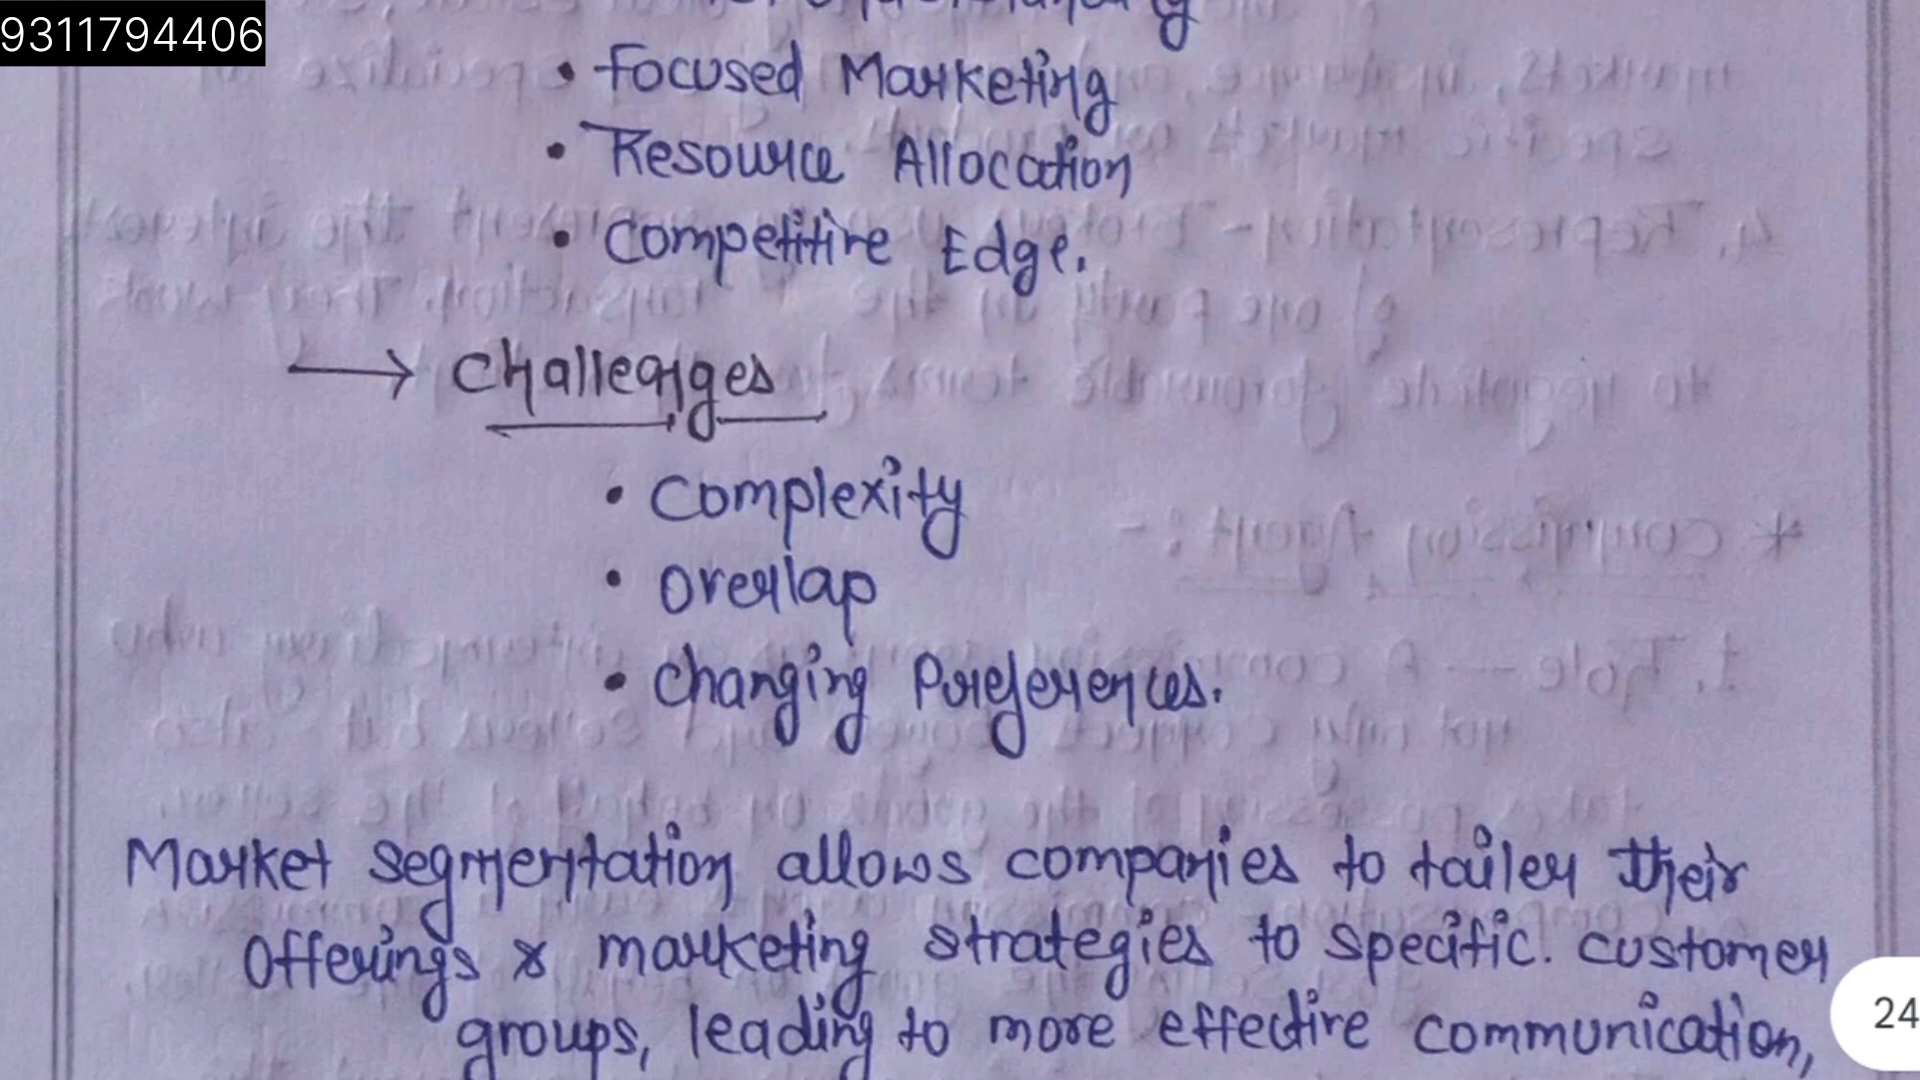 9311794406
• Focused Marketing
• Resource Allocation
• Competitive Edge.
→ Challenges
• Complexity
• Overlap
• Changing Preferences.
Market segmentation allows companies to tailer their
offerings & marketing strategies to specific. customer
groups, leading to more effective communication,
24